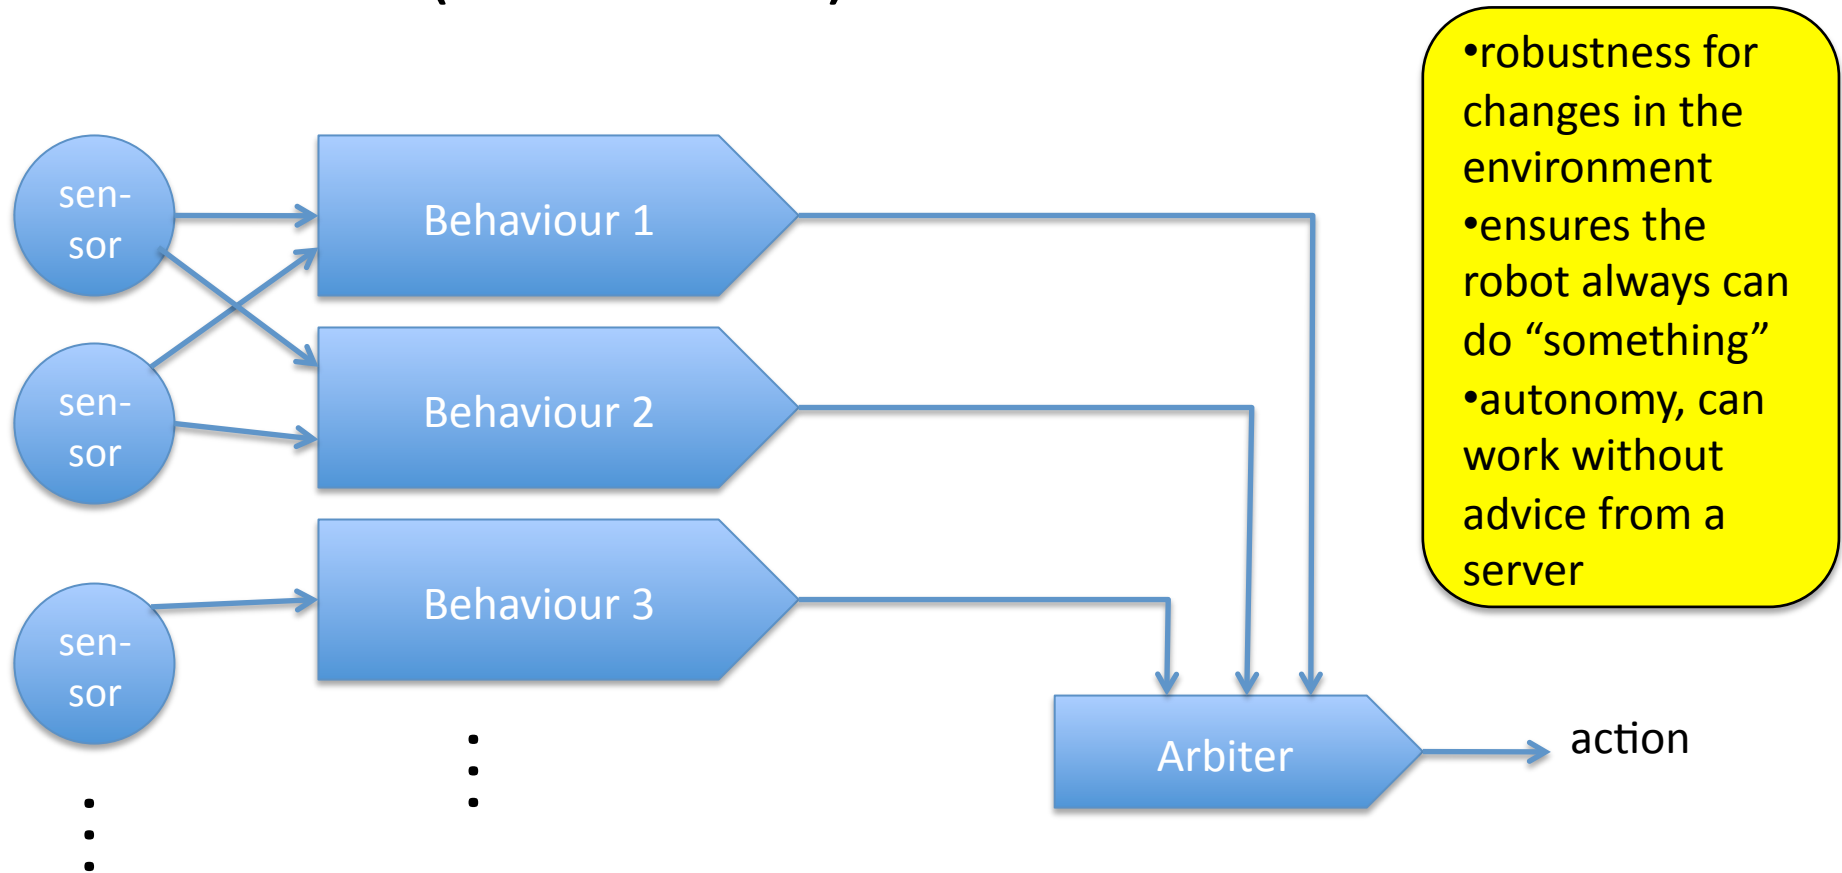 sen-
sor
Behaviour 1
sen-
sor
Behaviour 2
sen-
sor
Behaviour 3
Arbiter
action
•robustness for
changes in the
environment
•ensures the
robot always can
do “something”
•autonomy, can
work without
advice from a
server